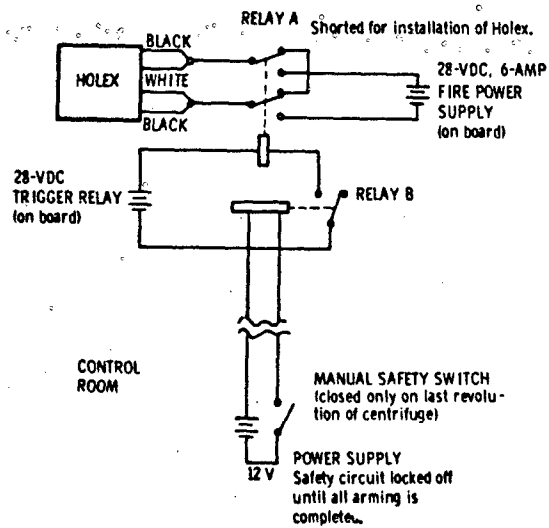 RELAY A
Shorted for installation of Holex.
BLACK
HOLEX
WHITE
BLACK
28-VDC, 6-AMP
FIRE POWER
SUPPLY
(on board)
28-VDC
TRIGGER RELAY
(on board)
RELAY B
CONTROL
ROOM
MANUAL SAFETY SWITCH
(closed only on last revolu-
tion of centrifuge)
12 V
POWER SUPPLY
Safety circuit locked off
until all arming is
complete.